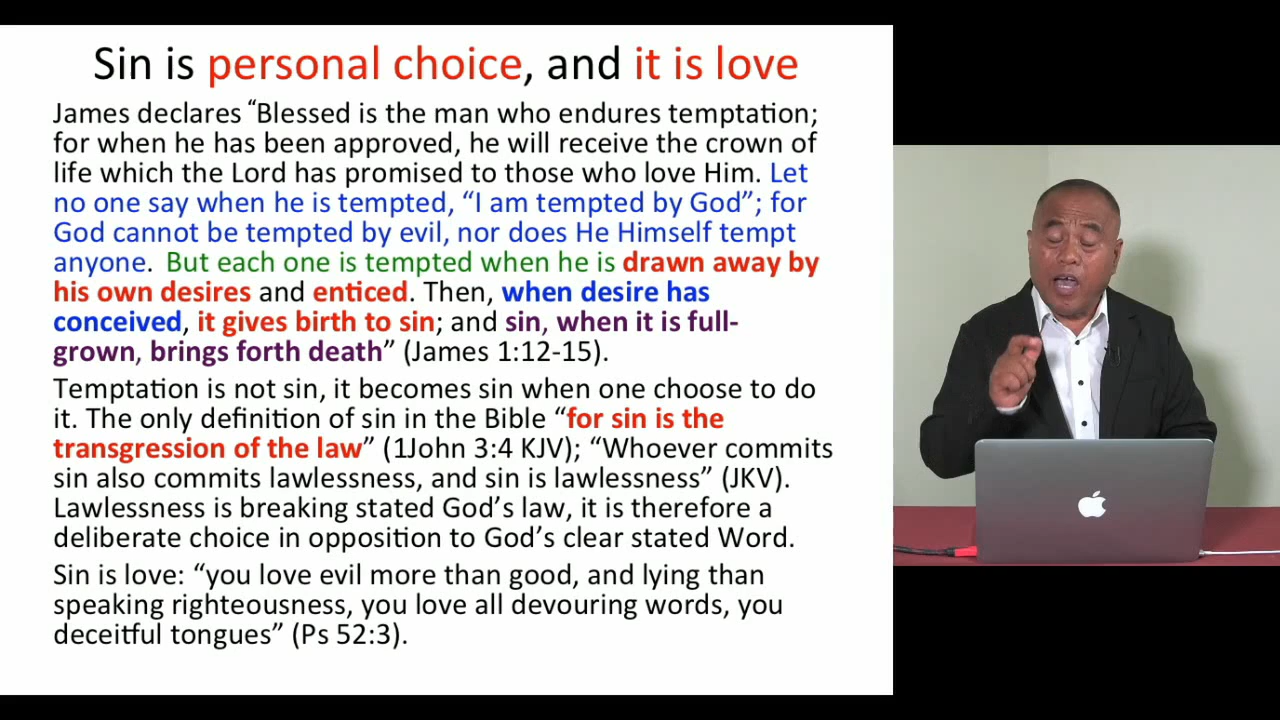 Sin is personal choice, and it is love
James declares “Blessed is the man who endures temptation;
for when he has been approved, he will receive the crown of
life which the Lord has promised to those who love Him. Let
no one say when he is tempted, “I am tempted by God”; for
God cannot be tempted by evil, nor does He Himself tempt
anyone. But each one is tempted when he is drawn away by
his own desires and enticed. Then, when desire has
conceived, it gives birth to sin; and sin, when it is full-
grown, brings forth death” (James 1:12-15).
Temptation is not sin, it becomes sin when one choose to do
it. The only definition of sin in the Bible “for sin is the
transgression of the law” (1John 3:4 KJV); “Whoever commits
sin also commits lawlessness, and sin is lawlessness” (JKV).
Lawlessness is breaking stated God’s law, it is therefore a
deliberate choice in opposition to God’s clear stated Word.
Sin is love: “you love evil more than good, and lying than
speaking righteousness, you love all devouring words, you
deceitful tongues” (Ps 52:3).